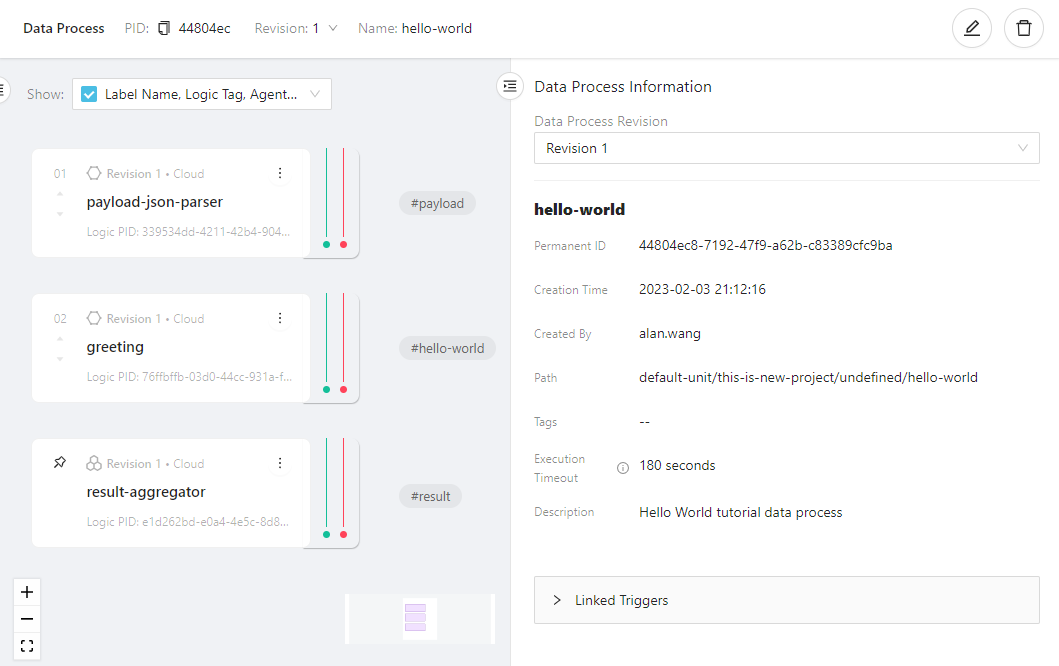 Data Process PID: 44804ec Revision: 1 Name: hello-world
Show: Label Name, Logic Tag, Agent...
01 Revision 1 • Cloud
payload-json-parser
Logic PID: 339534dd-4211-42b4-904...
#payload
02 Revision 1 • Cloud
greeting
Logic PID: 76ffbffb-03d0-44cc-931a-f...
#hello-world
Revision 1 • Cloud
result-aggregator
Logic PID: e1d262bd-e0a4-4e5c-8d8...
#result
Data Process Information
Data Process Revision
Revision 1
hello-world
Permanent ID 44804ec8-7192-47f9-a62b-c83389cfc9ba
Creation Time 2023-02-03 21:12:16
Created By alan.wang
Path default-unit/this-is-new-project/undefined/hello-world
Tags --
Execution
Timeout 180 seconds
Description Hello World tutorial data process
Linked Triggers